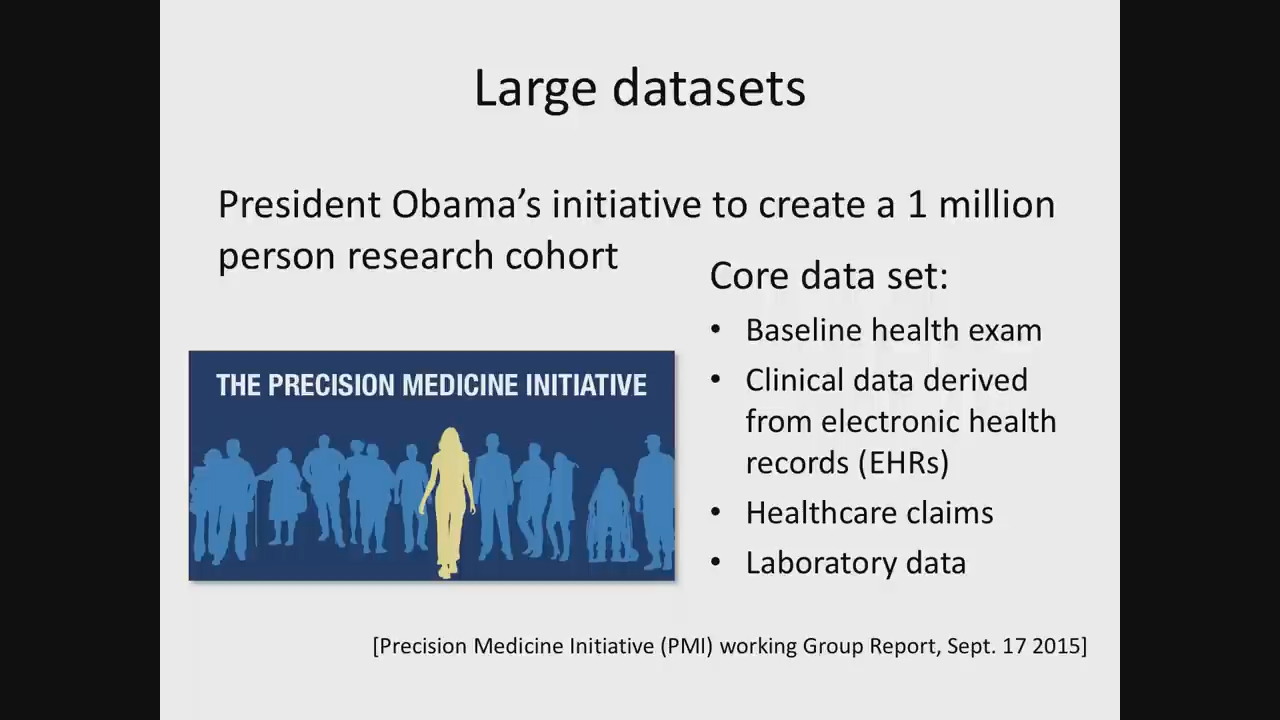 Large datasets
President Obama’s initiative to create a 1 million
person research cohort
Core data set:
• Baseline health exam
• Clinical data derived
from electronic health
records (EHRs)
• Healthcare claims
• Laboratory data
THE PRECISION MEDICINE INITIATIVE
[Precision Medicine Initiative (PMI) working Group Report, Sept. 17 2015]